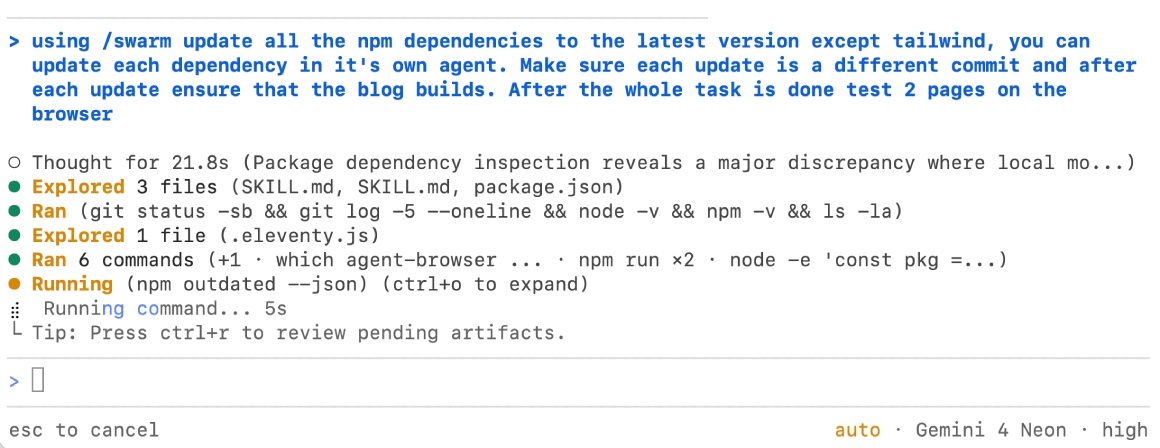 > using /swarm update all the npm dependencies to the latest version except tailwind, you can
update each dependency in it's own agent. Make sure each update is a different commit and after
each update ensure that the blog builds. After the whole task is done test 2 pages on the
browser
○ Thought for 21.8s (Package dependency inspection reveals a major discrepancy where local mo...)
● Explored 3 files (SKILL.md, SKILL.md, package.json)
● Ran (git status -sb && git log -5 --oneline && node -v && npm -v && ls -la)
● Explored 1 file (.eleventy.js)
● Ran 6 commands (+1 · which agent-browser ... · npm run ×2 · node -e 'const pkg =...)
● Running (npm outdated --json) (ctrl+o to expand)
⣾ Running command... 5s
└ Tip: Press ctrl+r to review pending artifacts.
>
esc to cancel auto · Gemini 4 Neon · high